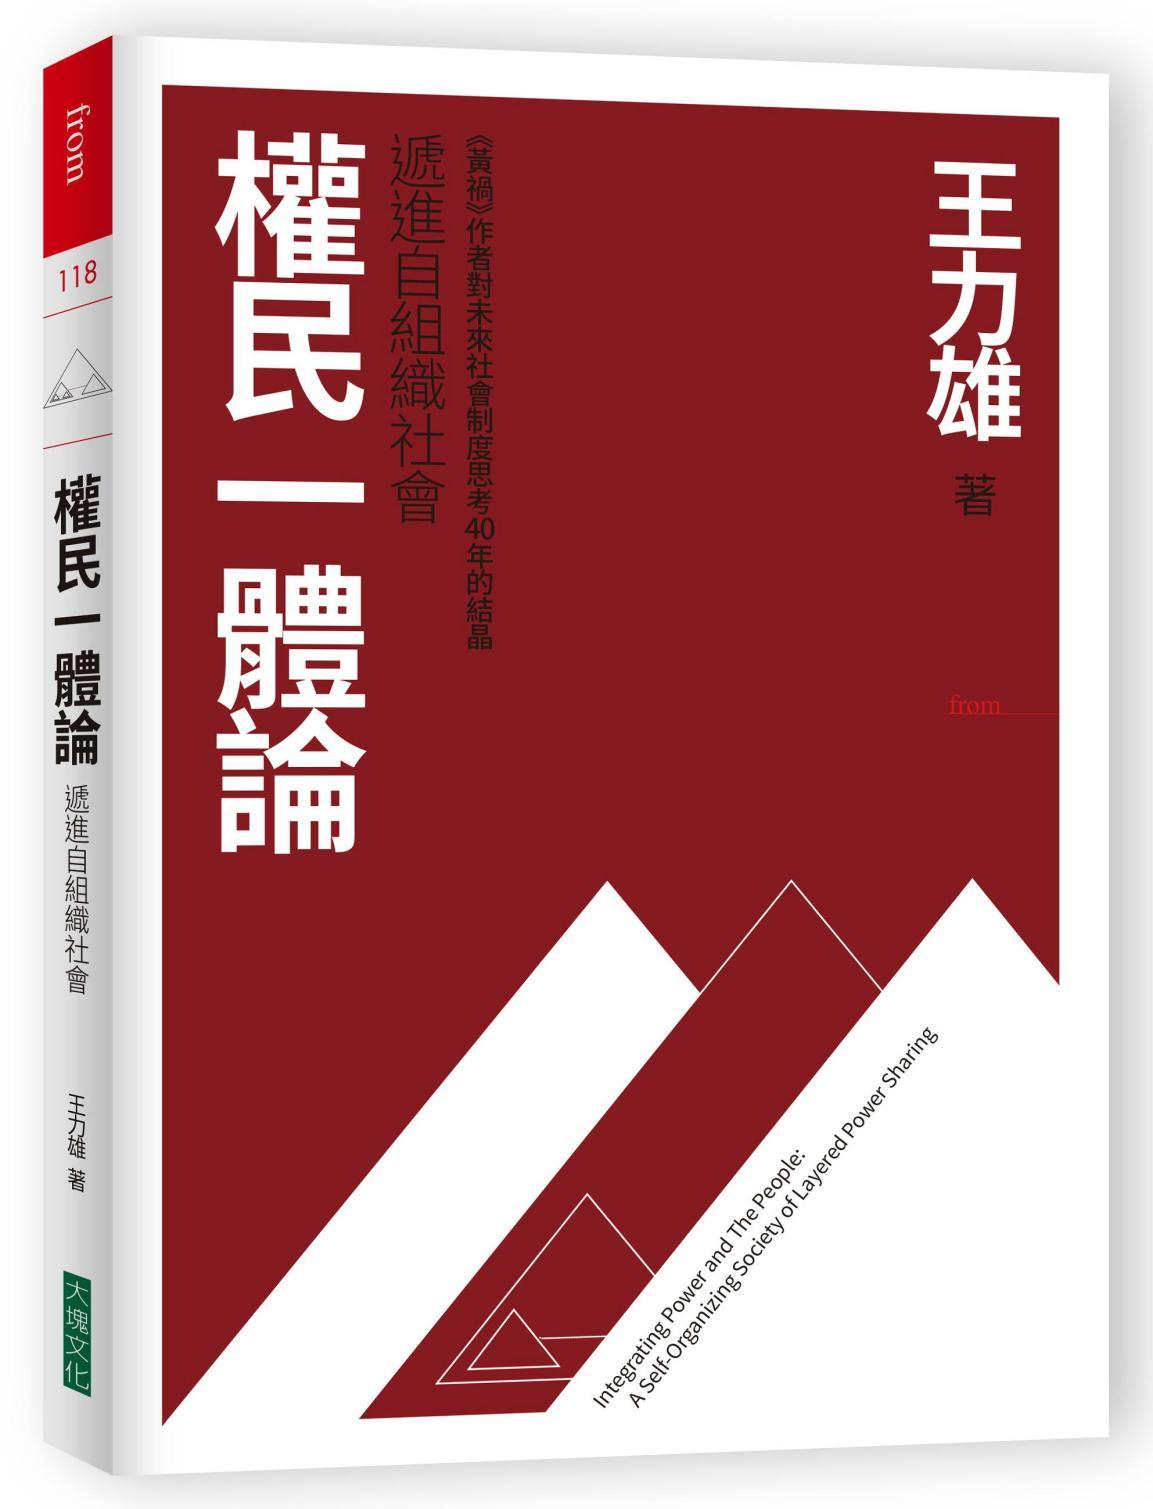 王力雄
著
《黃禍》作者對未來社會制度思考40年的結晶
遞進自組織社會
權民一體論
from
Integrating Power and The People:
A Self-Organizing Society of Layered Power Sharing
from
118
權民一體論
遞進自組織社會
王力雄 著
大塊文化